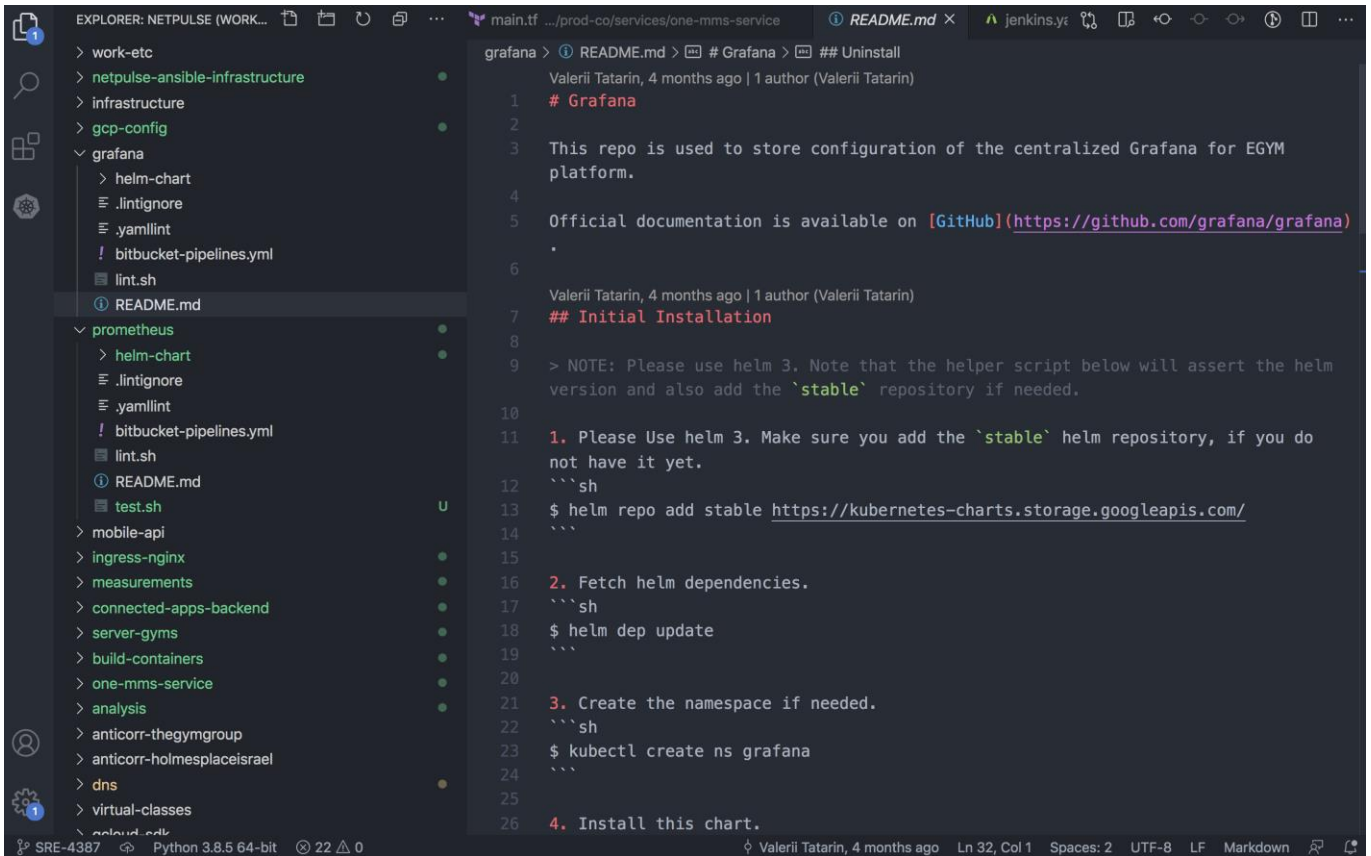 EXPLORER: NETPULSE (WORK...
main.tf .../prod-co/services/one-mms-service
README.md
jenkins.ya
work-etc
netpulse-ansible-infrastructure
infrastructure
gcp-config
grafana
helm-chart
.lintignore
.yamllint
bitbucket-pipelines.yml
lint.sh
README.md
prometheus
helm-chart
.lintignore
.yamllint
bitbucket-pipelines.yml
lint.sh
README.md
test.sh U
mobile-api
ingress-nginx
measurements
connected-apps-backend
server-gyms
build-containers
one-mms-service
analysis
anticorr-thegymgroup
anticorr-holmesplaceisrael
dns
virtual-classes
gcloud-sdk
grafana > README.md > # Grafana > ## Uninstall
Valerii Tatarin, 4 months ago | 1 author (Valerii Tatarin)
1 # Grafana
2
3 This repo is used to store configuration of the centralized Grafana for EGYM
platform.
4
5 Official documentation is available on [GitHub](https://github.com/grafana/grafana)
.
6
Valerii Tatarin, 4 months ago | 1 author (Valerii Tatarin)
7 ## Initial Installation
8
9 > NOTE: Please use helm 3. Note that the helper script below will assert the helm
version and also add the `stable` repository if needed.
10
11 1. Please Use helm 3. Make sure you add the `stable` helm repository, if you do
not have it yet.
12 ```sh
13 $ helm repo add stable https://kubernetes-charts.storage.googleapis.com/
14 ```
15
16 2. Fetch helm dependencies.
17 ```sh
18 $ helm dep update
19 ```
20
21 3. Create the namespace if needed.
22 ```sh
23 $ kubectl create ns grafana
24 ```
25
26 4. Install this chart.
1
1
SRE-4387 Python 3.8.5 64-bit 22 0 Valerii Tatarin, 4 months ago Ln 32, Col 1 Spaces: 2 UTF-8 LF Markdown